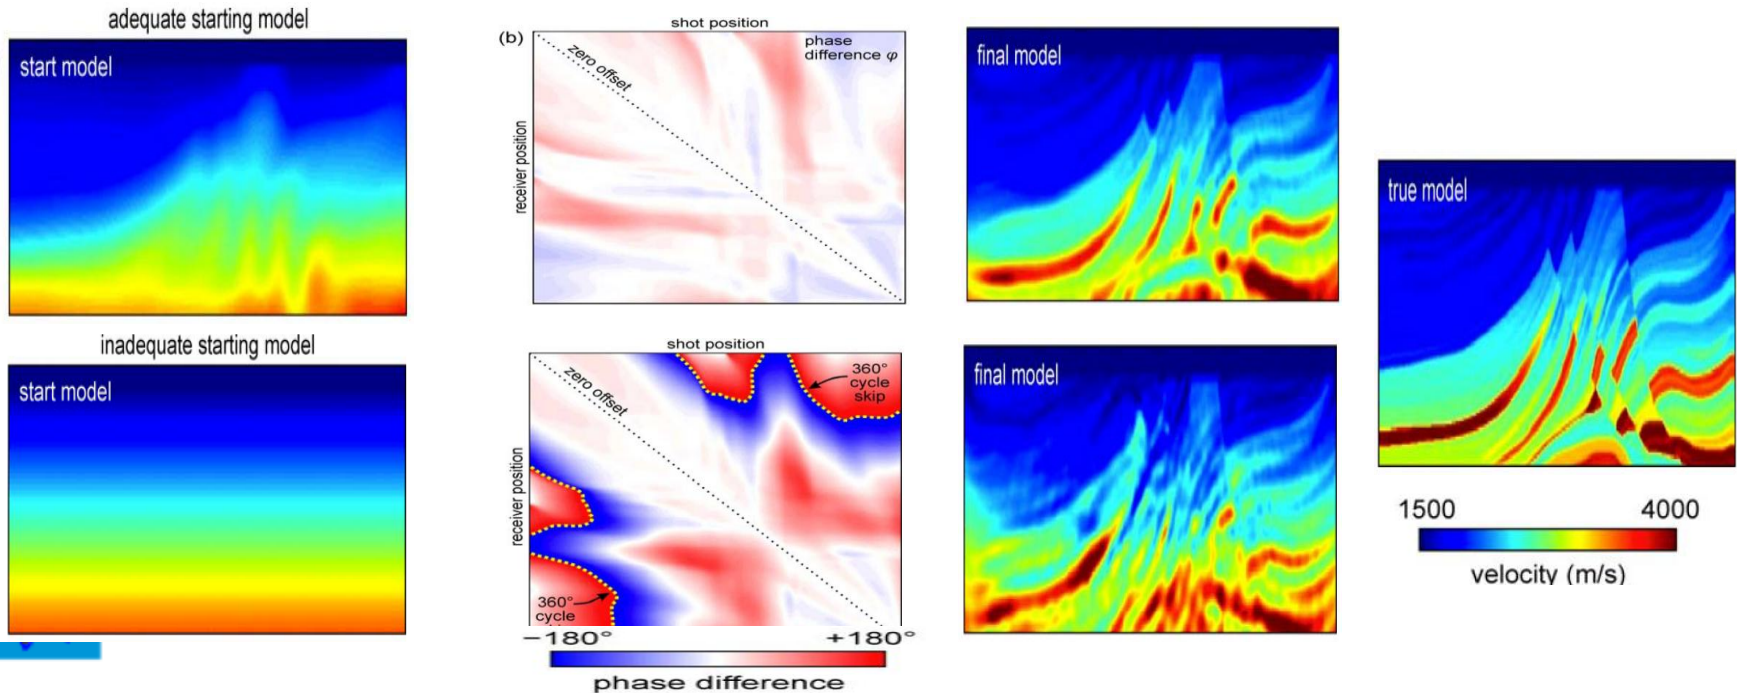 adequate starting model
start model
(b)
shot position
zero offset
phase
difference φ
receiver position
final model
true model
inadequate starting model
start model
shot position
zero offset
360°
cycle
skip
receiver position
360°
cycle
−180°
+180°
phase difference
final model
1500
4000
velocity (m/s)